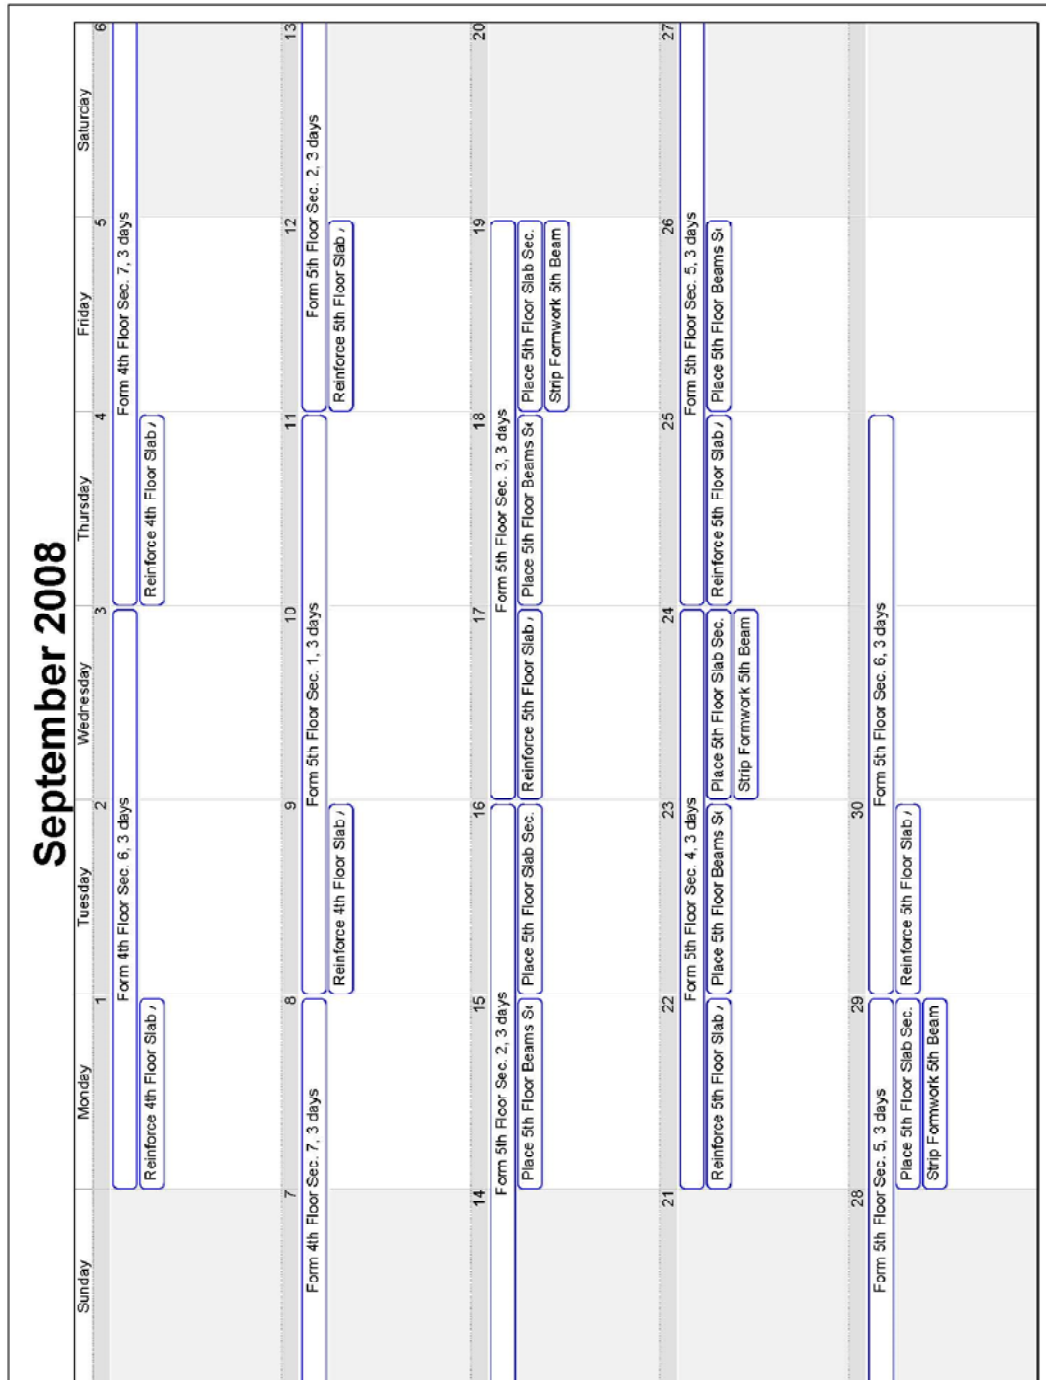 September 2008
Sunday
Monday
Tuesday
Wednesday
Thursday
Friday
Saturday
1
2
3
4
5
6
Form 4th Floor Sec. 6, 3 days
Form 4th Floor Sec. 7, 3 days
Reinforce 4th Floor Slab /
Reinforce 4th Floor Slab /
7
8
9
10
11
12
13
Form 4th Floor Sec. 7, 3 days
Form 5th Floor Sec. 1, 3 days
Form 5th Floor Sec. 2, 3 days
Reinforce 4th Floor Slab /
Reinforce 5th Floor Slab /
14
15
16
17
18
19
20
Form 5th Floor Sec. 2, 3 days
Form 5th Floor Sec. 3, 3 days
Place 5th Floor Beams Se
Place 5th Floor Slab Sec.
Reinforce 5th Floor Slab /
Place 5th Floor Beams Se
Place 5th Floor Slab Sec.
Strip Formwork 5th Beam
21
22
23
24
25
26
27
Form 5th Floor Sec. 4, 3 days
Form 5th Floor Sec. 5, 3 days
Reinforce 5th Floor Slab /
Place 5th Floor Beams Se
Place 5th Floor Slab Sec.
Reinforce 5th Floor Slab /
Place 5th Floor Beams Se
Strip Formwork 5th Beam
28
29
30
Form 5th Floor Sec. 5, 3 days
Form 5th Floor Sec. 6, 3 days
Place 5th Floor Slab Sec.
Reinforce 5th Floor Slab /
Strip Formwork 5th Beam